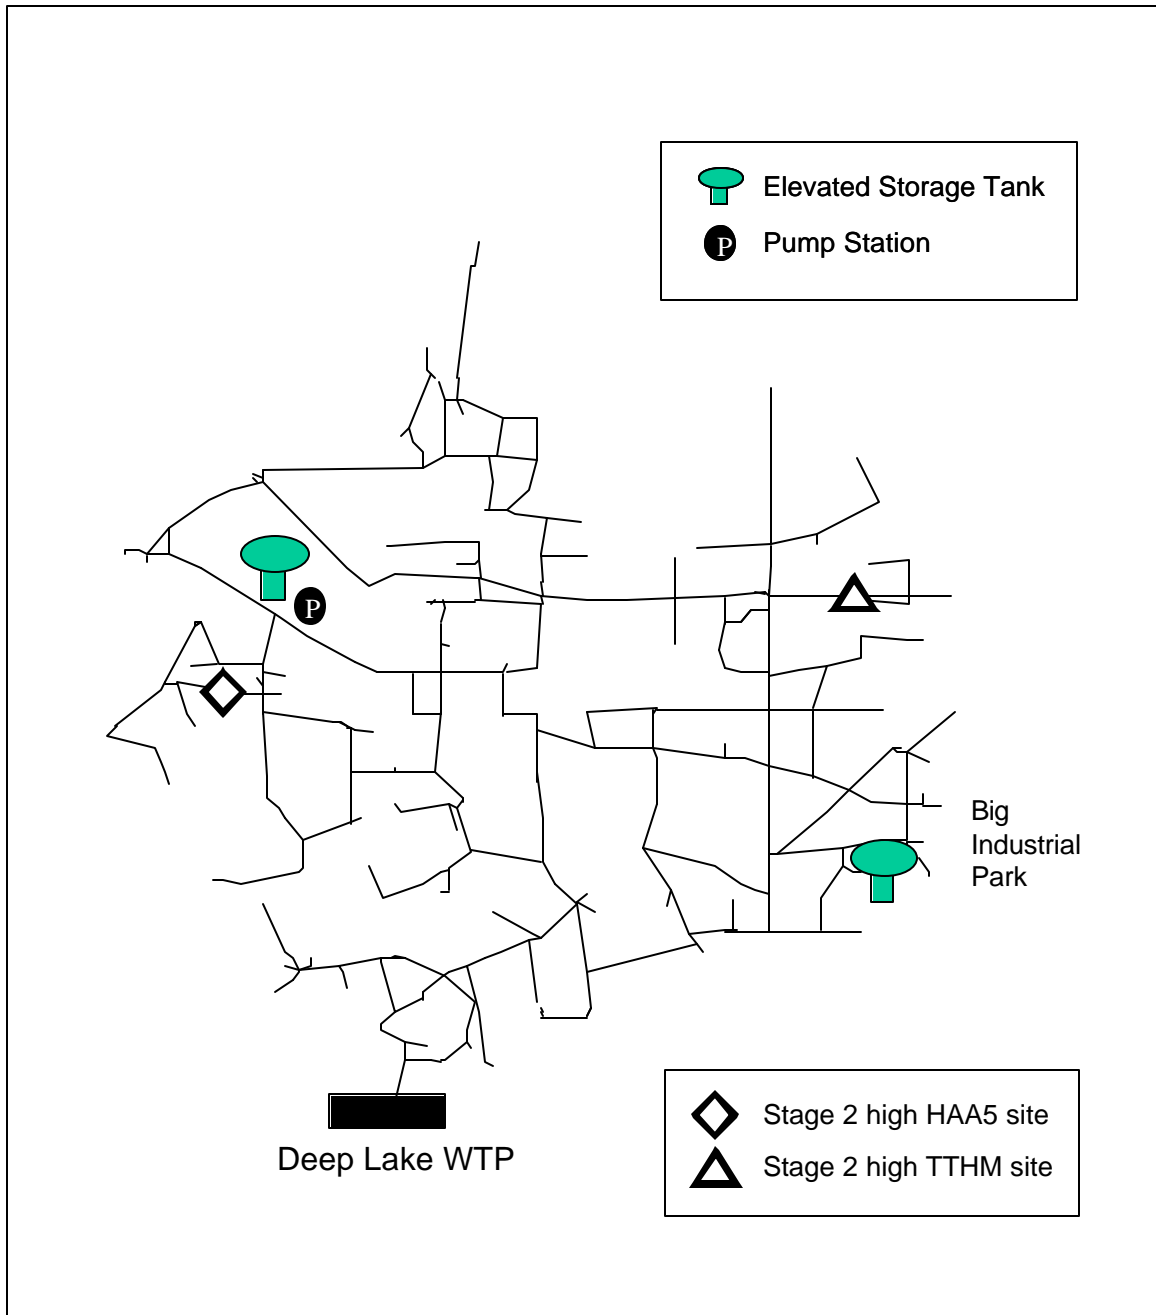 Elevated Storage Tank
P
Pump Station
P
Big
Industrial
Park
Stage 2 high HAA5 site
Stage 2 high TTHM site
Deep Lake WTP